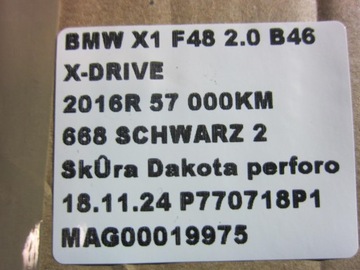 BMW X1 F48 2.0 B46
X-DRIVE
2016R 57 000KM
668 SCHWARZ 2
SkÛra Dakota perforo
18.11.24 P770718P1
MAG00019975